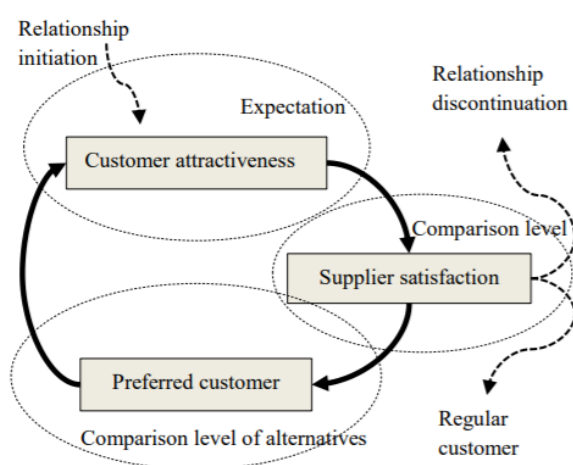 Relationship
initiation
Relationship
discontinuation
Expectation
Customer attractiveness
Comparison level
Supplier satisfaction
Preferred customer
Comparison level of alternatives
Regular
customer